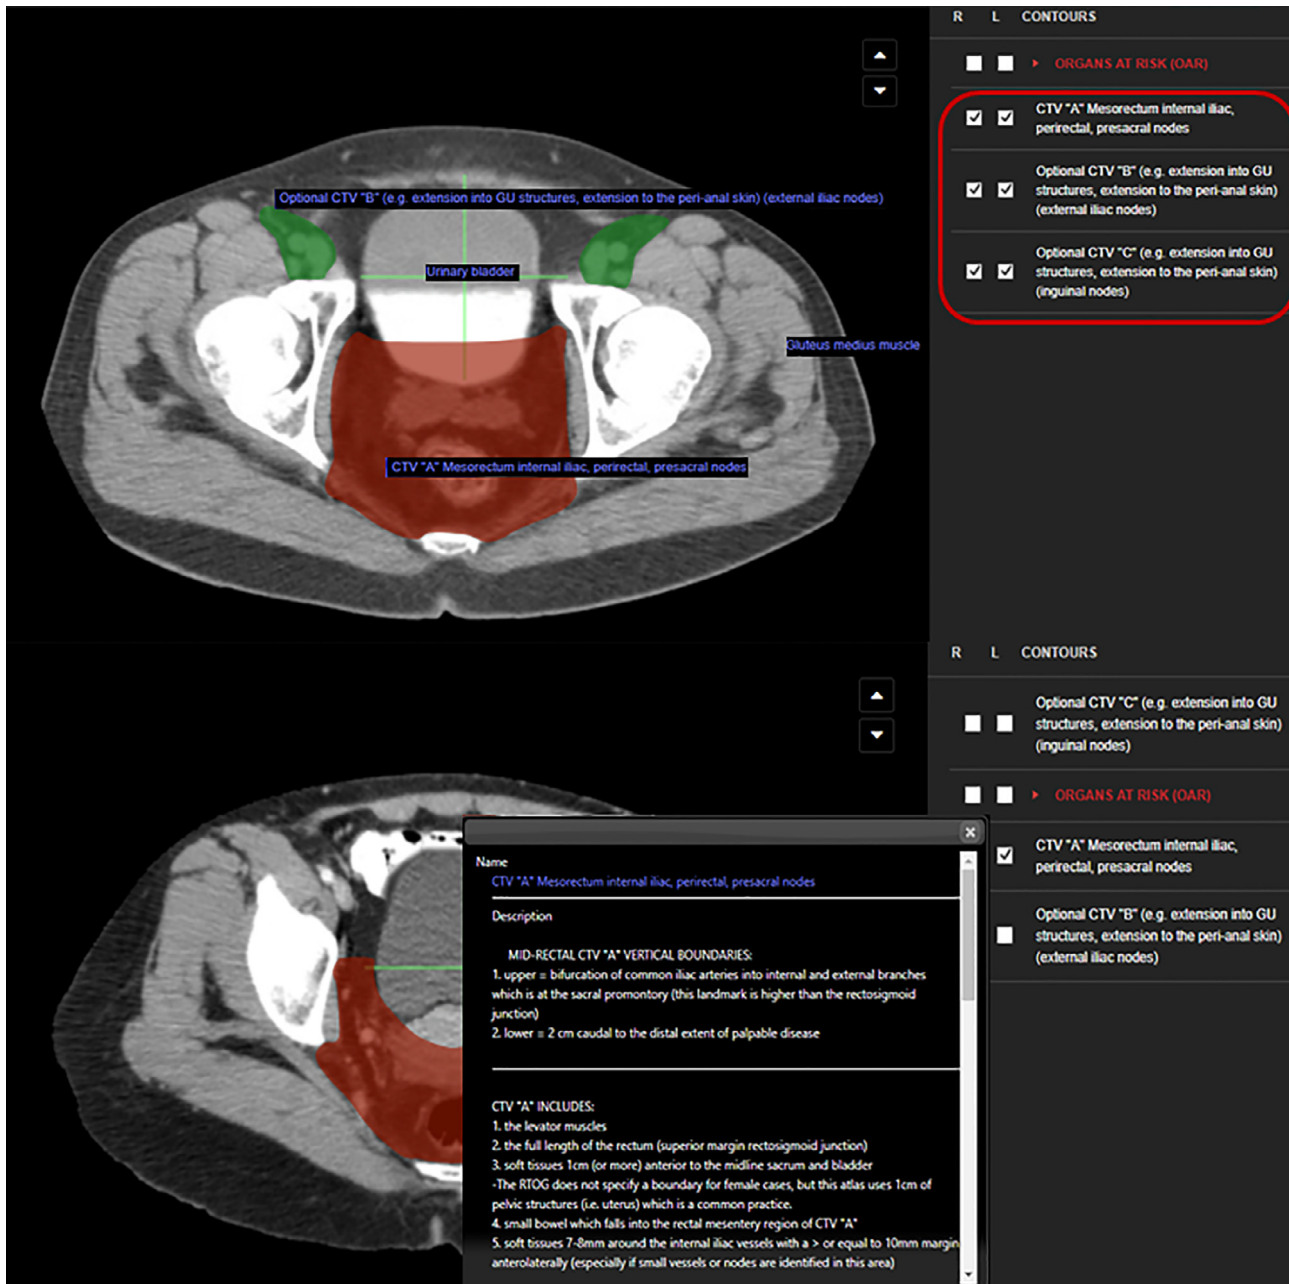 R L CONTOURS
ORGANS AT RISK (OAR)
CTV "A" Mesorectum internal iliac,
perirectal, presacral nodes
Optional CTV "B" (e.g. extension into GU
structures, extension to the peri-anal skin)
(external iliac nodes)
Optional CTV "C" (e.g. extension into GU
structures, extension to the peri-anal skin)
(inguinal nodes)
Optional CTV "B" (e.g. extension into GU structures, extension to the peri-anal skin) (external iliac nodes)
Urinary bladder
Gluteus medius muscle
CTV "A" Mesorectum internal iliac, perirectal, presacral nodes
R L CONTOURS
Optional CTV "C" (e.g. extension into GU
structures, extension to the peri-anal skin)
(inguinal nodes)
ORGANS AT RISK (OAR)
CTV "A" Mesorectum internal iliac,
perirectal, presacral nodes
Optional CTV "B" (e.g. extension into GU
structures, extension to the peri-anal skin)
(external iliac nodes)
Name
CTV "A" Mesorectum internal iliac, perirectal, presacral nodes
Description
MID-RECTAL CTV "A" VERTICAL BOUNDARIES:
1. upper = bifurcation of common iliac arteries into internal and external branches
which is at the sacral promontory (this landmark is higher than the rectosigmoid
junction)
2. lower = 2 cm caudal to the distal extent of palpable disease
CTV "A" INCLUDES:
1. the levator muscles
2. the full length of the rectum (superior margin rectosigmoid junction)
3. soft tissues 1cm (or more) anterior to the midline sacrum and bladder
-The RTOG does not specify a boundary for female cases, but this atlas uses 1cm of
pelvic structures (i.e. uterus) which is a common practice.
4. small bowel which falls into the rectal mesentery region of CTV "A"
5. soft tissues 7-8mm around the internal iliac vessels with a > or equal to 10mm margin
anterolaterally (especially if small vessels or nodes are identified in this area)